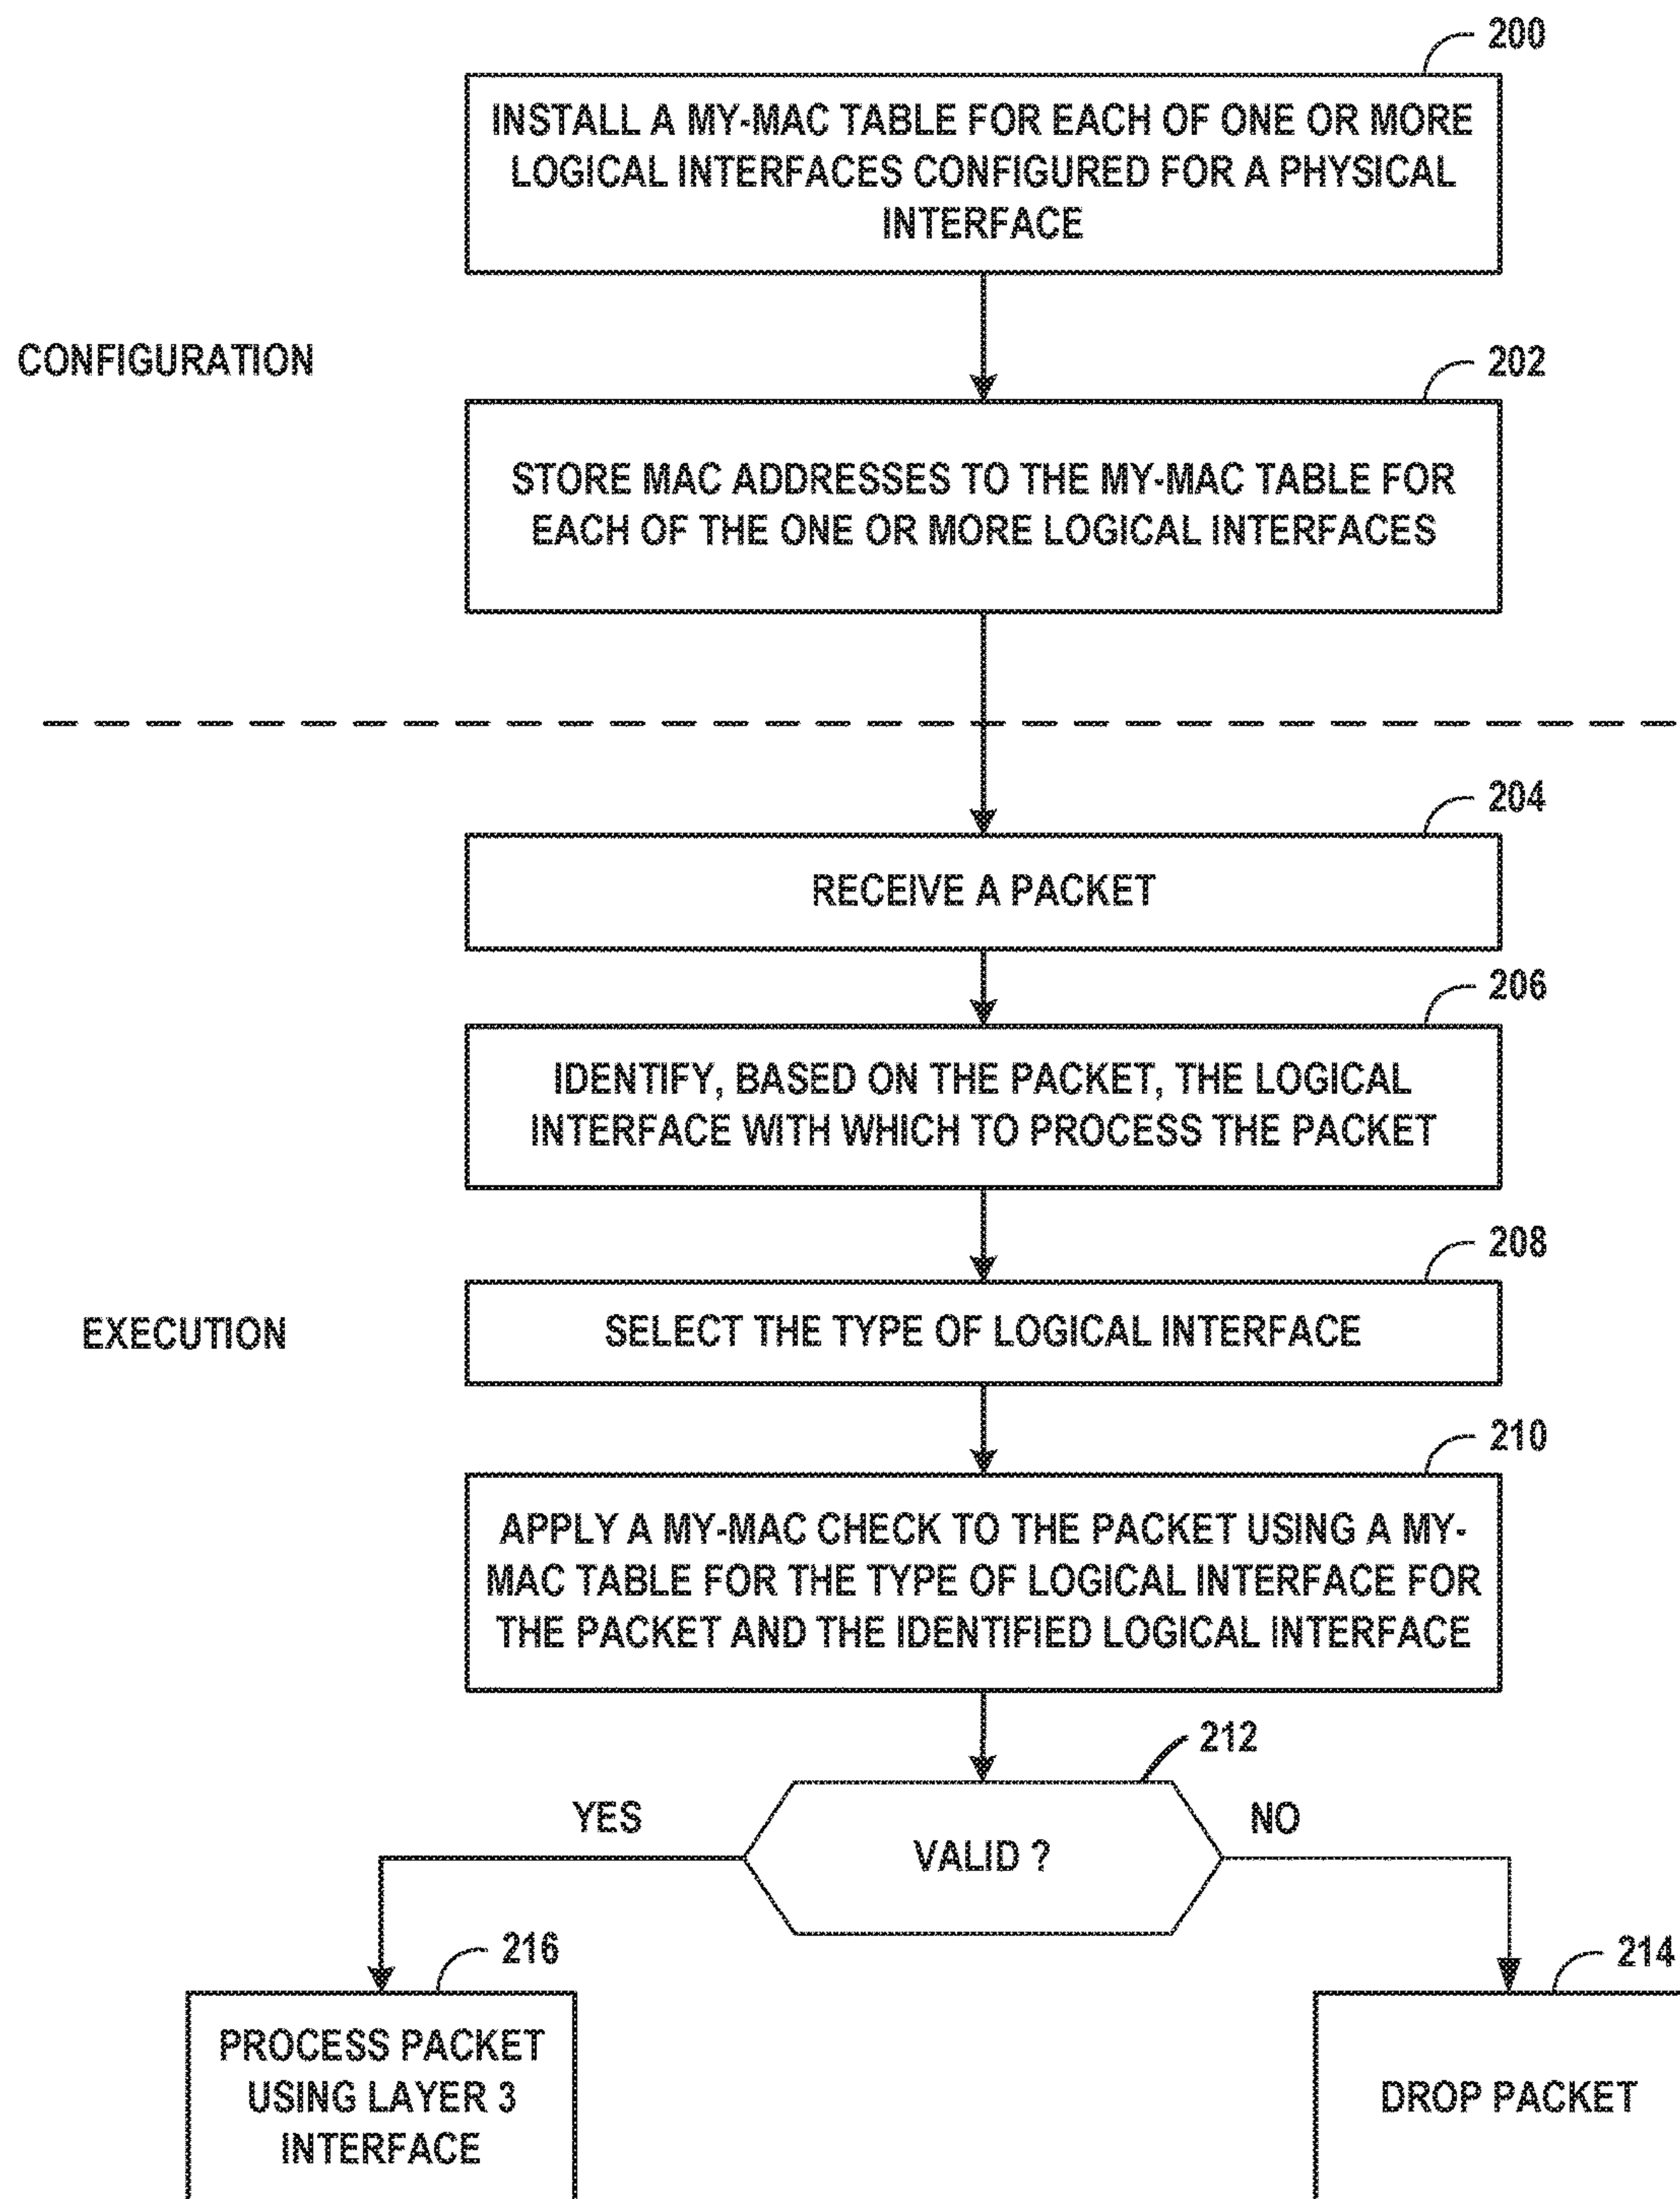 200
INSTALL A MY-MAC TABLE FOR EACH OF ONE OR MORE
LOGICAL INTERFACES CONFIGURED FOR A PHYSICAL
INTERFACE
CONFIGURATION
202
STORE MAC ADDRESSES TO THE MY-MAC TABLE FOR
EACH OF THE ONE OR MORE LOGICAL INTERFACES
204
RECEIVE A PACKET
206
IDENTIFY, BASED ON THE PACKET, THE LOGICAL
INTERFACE WITH WHICH TO PROCESS THE PACKET
208
EXECUTION
SELECT THE TYPE OF LOGICAL INTERFACE
210
APPLY A MY-MAC CHECK TO THE PACKET USING A MY-
MAC TABLE FOR THE TYPE OF LOGICAL INTERFACE FOR
THE PACKET AND THE IDENTIFIED LOGICAL INTERFACE
212
YES
NO
VALID ?
216
214
PROCESS PACKET
USING LAYER 3
INTERFACE
DROP PACKET